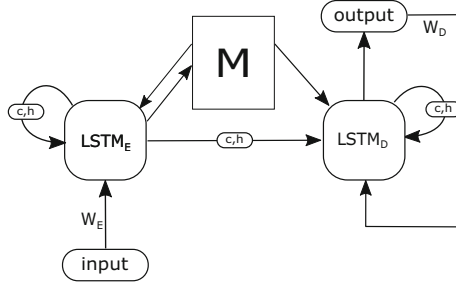 output
W_D
M
c,h
c,h
LSTM_E
c,h
LSTM_D
W_E
input